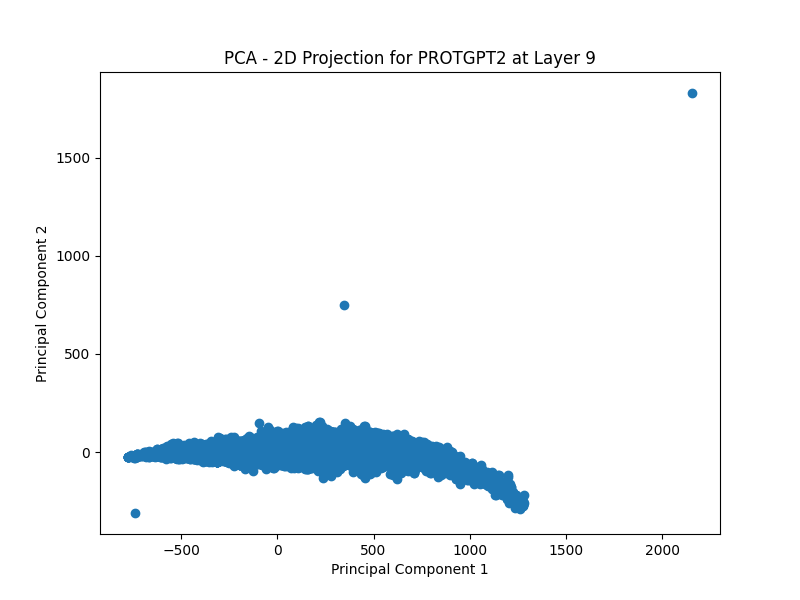 PCA - 2D Projection for PROTGPT2 at Layer 9
1500
1000
500
0
Principal Component 2
−500 0 500 1000 1500 2000
Principal Component 1